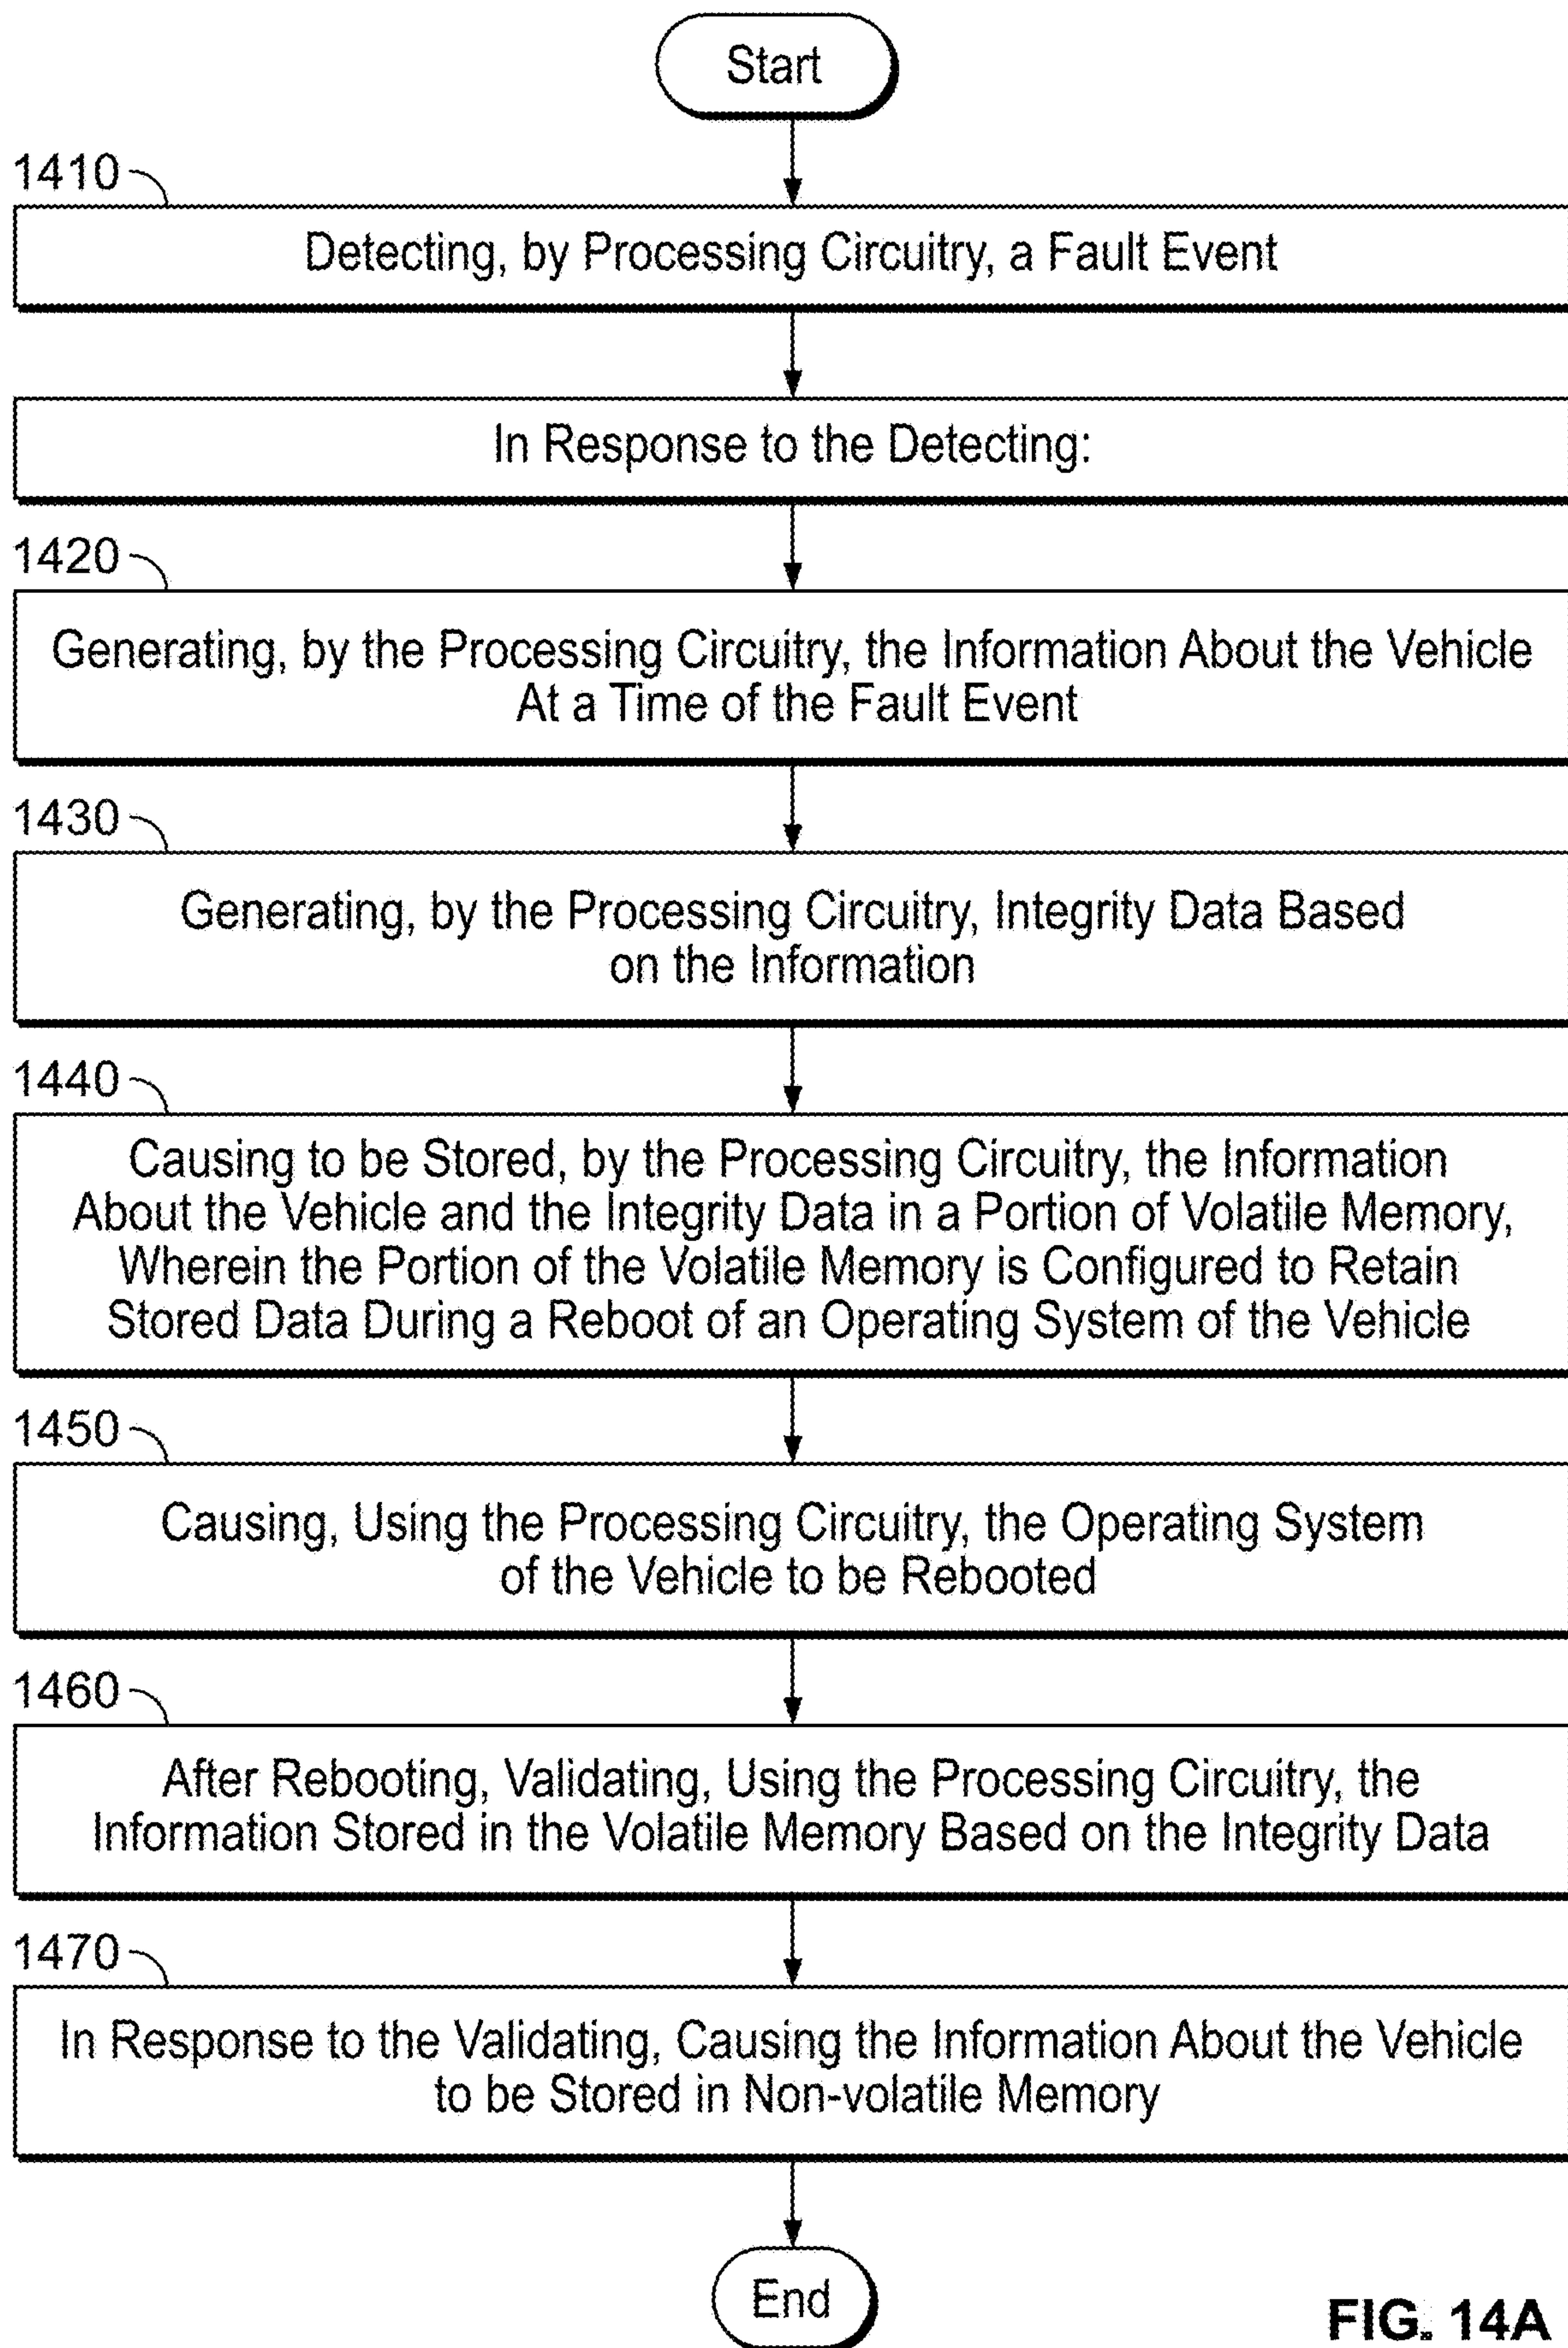 Start
1410
Detecting, by Processing Circuitry, a Fault Event
In Response to the Detecting:
1420
Generating, by the Processing Circuitry, the Information About the Vehicle
At a Time of the Fault Event
1430
Generating, by the Processing Circuitry, Integrity Data Based
on the Information
1440
Causing to be Stored, by the Processing Circuitry, the Information
About the Vehicle and the Integrity Data in a Portion of Volatile Memory,
Wherein the Portion of the Volatile Memory is Configured to Retain
Stored Data During a Reboot of an Operating System of the Vehicle
1450
Causing, Using the Processing Circuitry, the Operating System
of the Vehicle to be Rebooted
1460
After Rebooting, Validating, Using the Processing Circuitry, the
Information Stored in the Volatile Memory Based on the Integrity Data
1470
In Response to the Validating, Causing the Information About the Vehicle
to be Stored in Non-volatile Memory
End
FIG. 14A